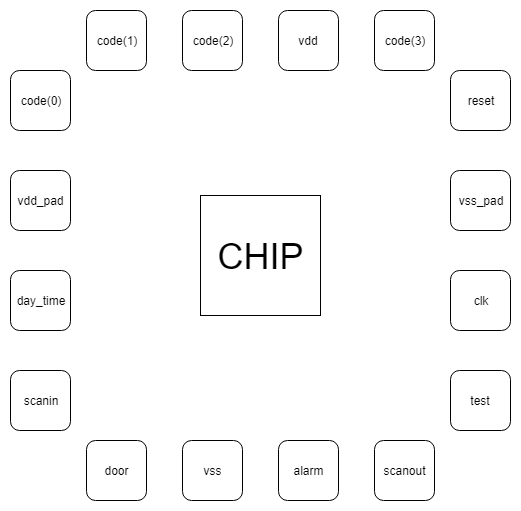 code(1)
code(2)
vdd
code(3)
code(0)
reset
vdd_pad
vss_pad
CHIP
day_time
clk
scanin
test
door
vss
alarm
scanout